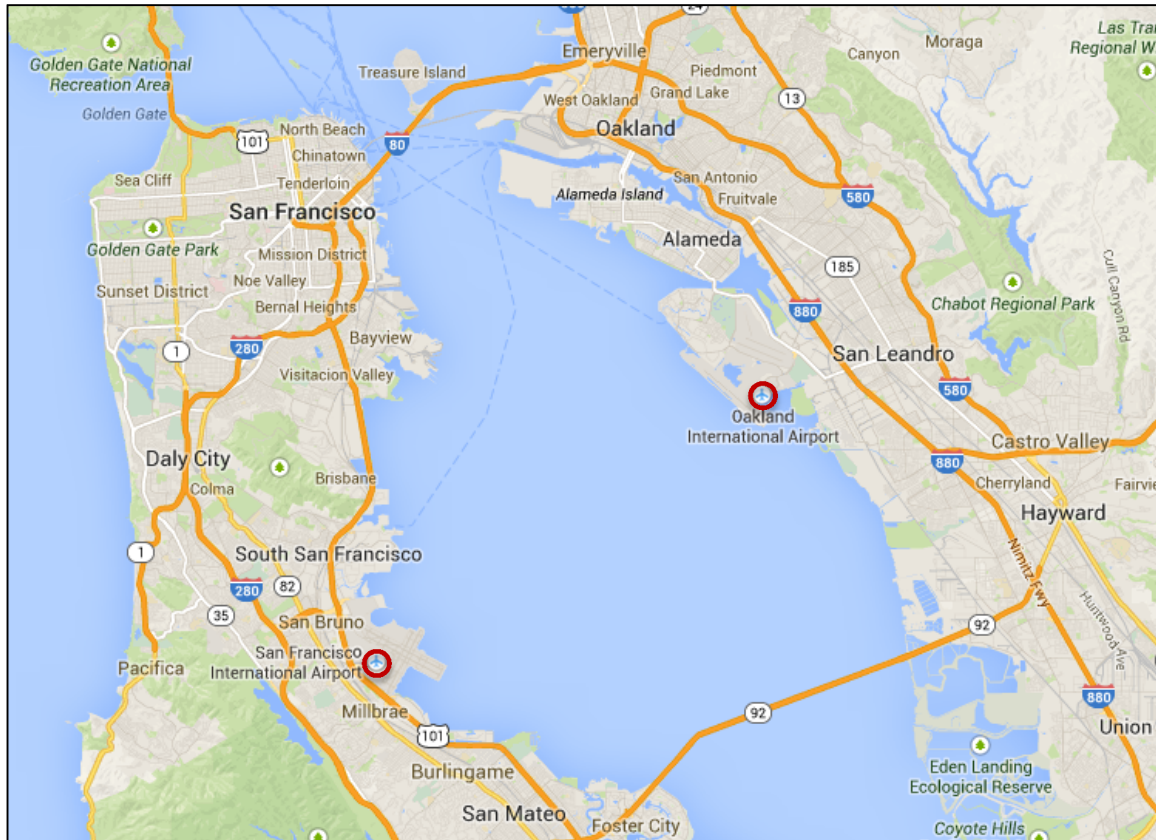 24
Las Tra
Regional W
Moraga
Canyon
Emeryville
Golden Gate National
Recreation Area
Treasure Island
Piedmont
Grand Lake
West Oakland
13
Golden Gate
North Beach
101
Oakland
80
Chinatown
San Antonio
Sea Cliff
Tenderloin
Alameda Island
Fruitvale
580
San Francisco
Golden Gate Park
Alameda
Mission District
185
Noe Valley
Sunset District
Cull Canyon Rd
Bernal Heights
Chabot Regional Park
880
280
Bayview
1
San Leandro
Visitacion Valley
580
Oakland
International Airport
Castro Valley
Daly City
880
Brisbane
Cherryland
Fairview
Colma
Hayward
1
South San Francisco
Nimitz Fwy
82
280
Huntwood Ave
35
San Bruno
92
San Francisco
International Airport
Pacifica
880
Millbrae
92
101
Union
Burlingame
Eden Landing
Ecological Reserve
San Mateo
Foster City
Coyote Hills